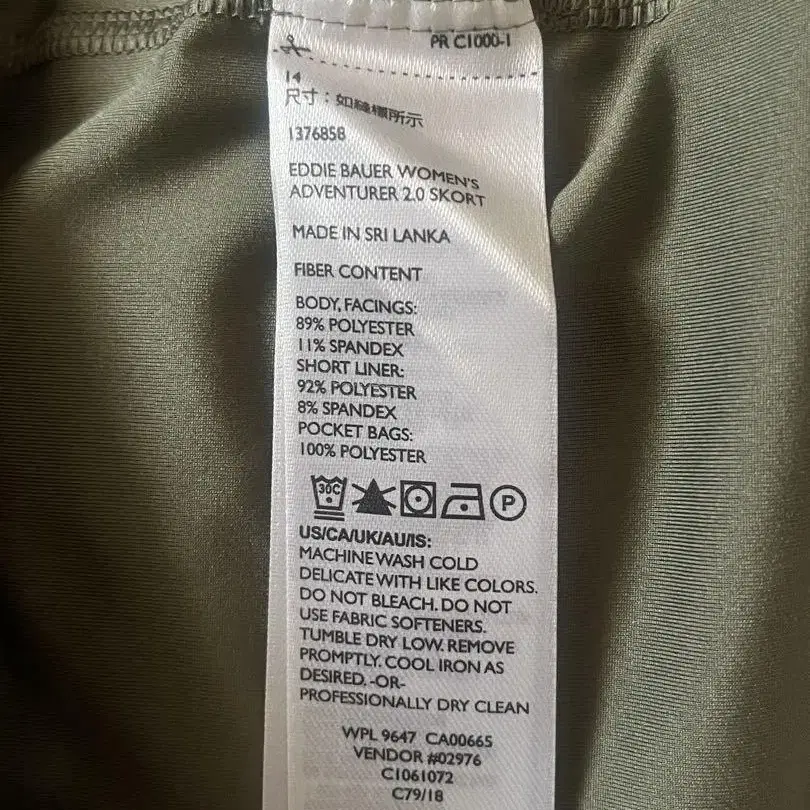 PR C1000-1
14
尺寸：如縫標所示
1376858
EDDIE BAUER WOMEN'S
ADVENTURER 2.0 SKORT
MADE IN SRI LANKA
FIBER CONTENT
BODY, FACINGS:
89% POLYESTER
11% SPANDEX
SHORT LINER:
92% POLYESTER
8% SPANDEX
POCKET BAGS:
100% POLYESTER
30C P
US/CA/UK/AU/IS:
MACHINE WASH COLD
DELICATE WITH LIKE COLORS.
DO NOT BLEACH. DO NOT
USE FABRIC SOFTENERS.
TUMBLE DRY LOW. REMOVE
PROMPTLY. COOL IRON AS
DESIRED. -OR-
PROFESSIONALLY DRY CLEAN
WPL 9647 CA00665
VENDOR #02976
C1061072
C79/18